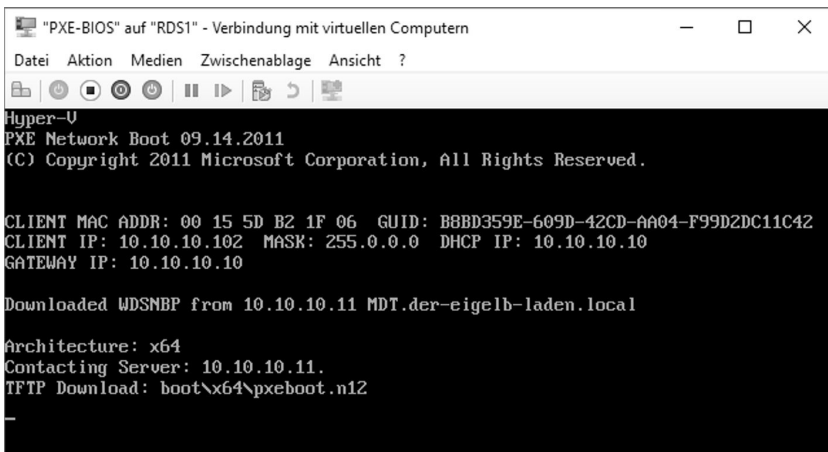 "PXE-BIOS" auf "RDS1" - Verbindung mit virtuellen Computern
Datei Aktion Medien Zwischenablage Ansicht ?
Hyper-V
PXE Network Boot 09.14.2011
(C) Copyright 2011 Microsoft Corporation, All Rights Reserved.
CLIENT MAC ADDR: 00 15 5D B2 1F 06 GUID: B8BD359E-609D-42CD-AA04-F99D2DC11C42
CLIENT IP: 10.10.10.102 MASK: 255.0.0.0 DHCP IP: 10.10.10.10
GATEWAY IP: 10.10.10.10
Downloaded WDSNBP from 10.10.10.11 MDT.der-eigelb-laden.local
Architecture: x64
Contacting Server: 10.10.10.11.
TFTP Download: boot\x64\pxeboot.n12